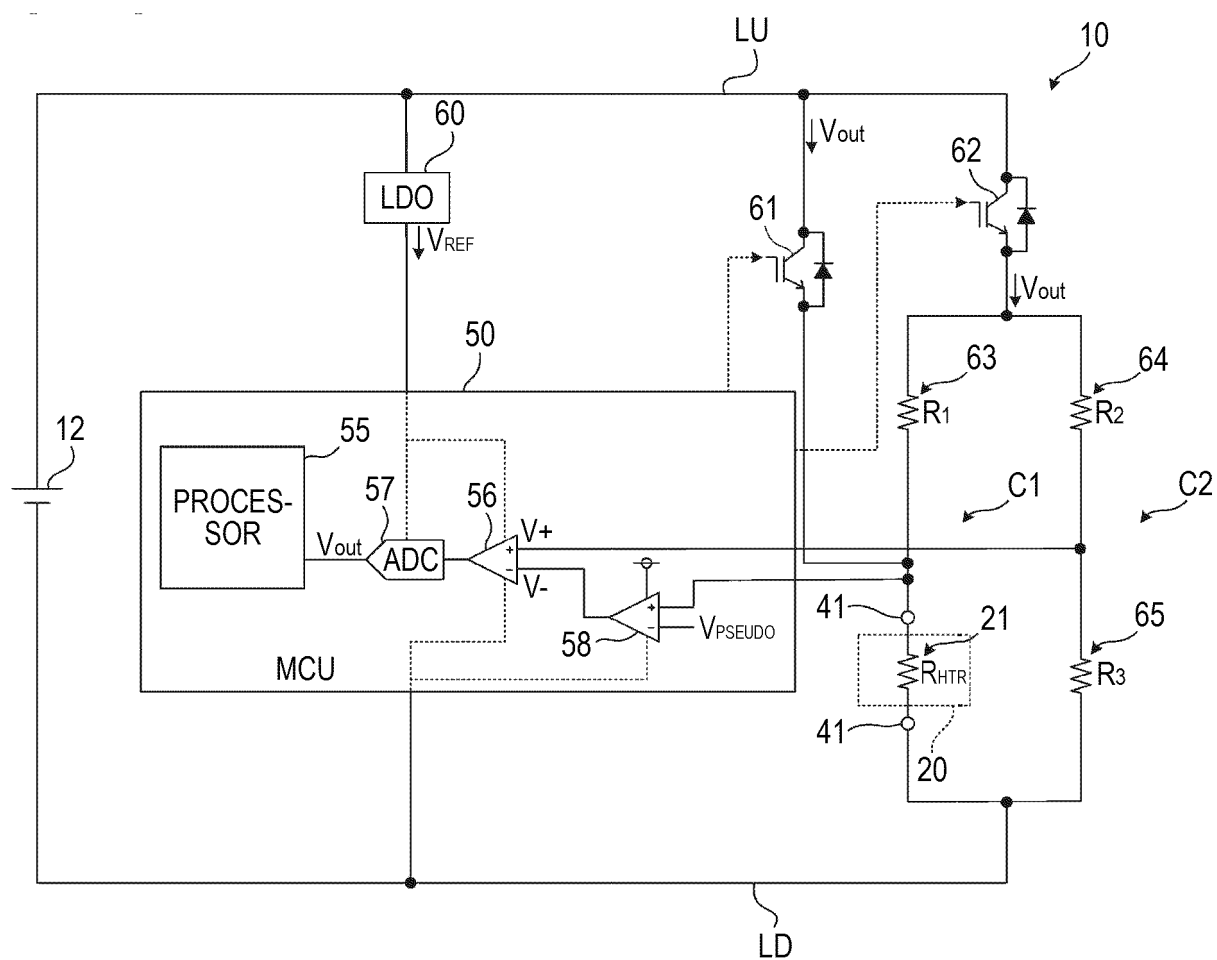 LU
10
60
Vout
62
LDO
61
VREF
Vout
50
63
64
R1
R2
12
55
PROCES-
SOR
57
56
C1
C2
V+
Vout
ADC
V-
41
21
58
VPSEUDO
65
MCU
RHTR
R3
41
20
LD